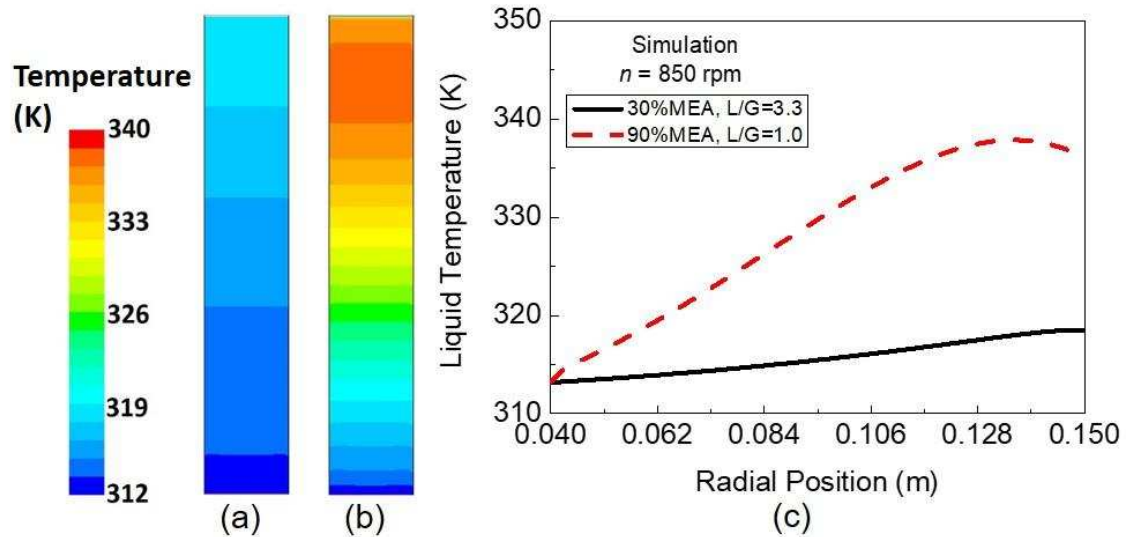 Temperature
(K)
340
333
326
319
312
(a)
(b)
Liquid Temperature (K)
350
340
330
320
310
Simulation
n = 850 rpm
30%MEA, L/G=3.3
90%MEA, L/G=1.0
0.040
0.062
0.084
0.106
0.128
0.150
Radial Position (m)
(c)